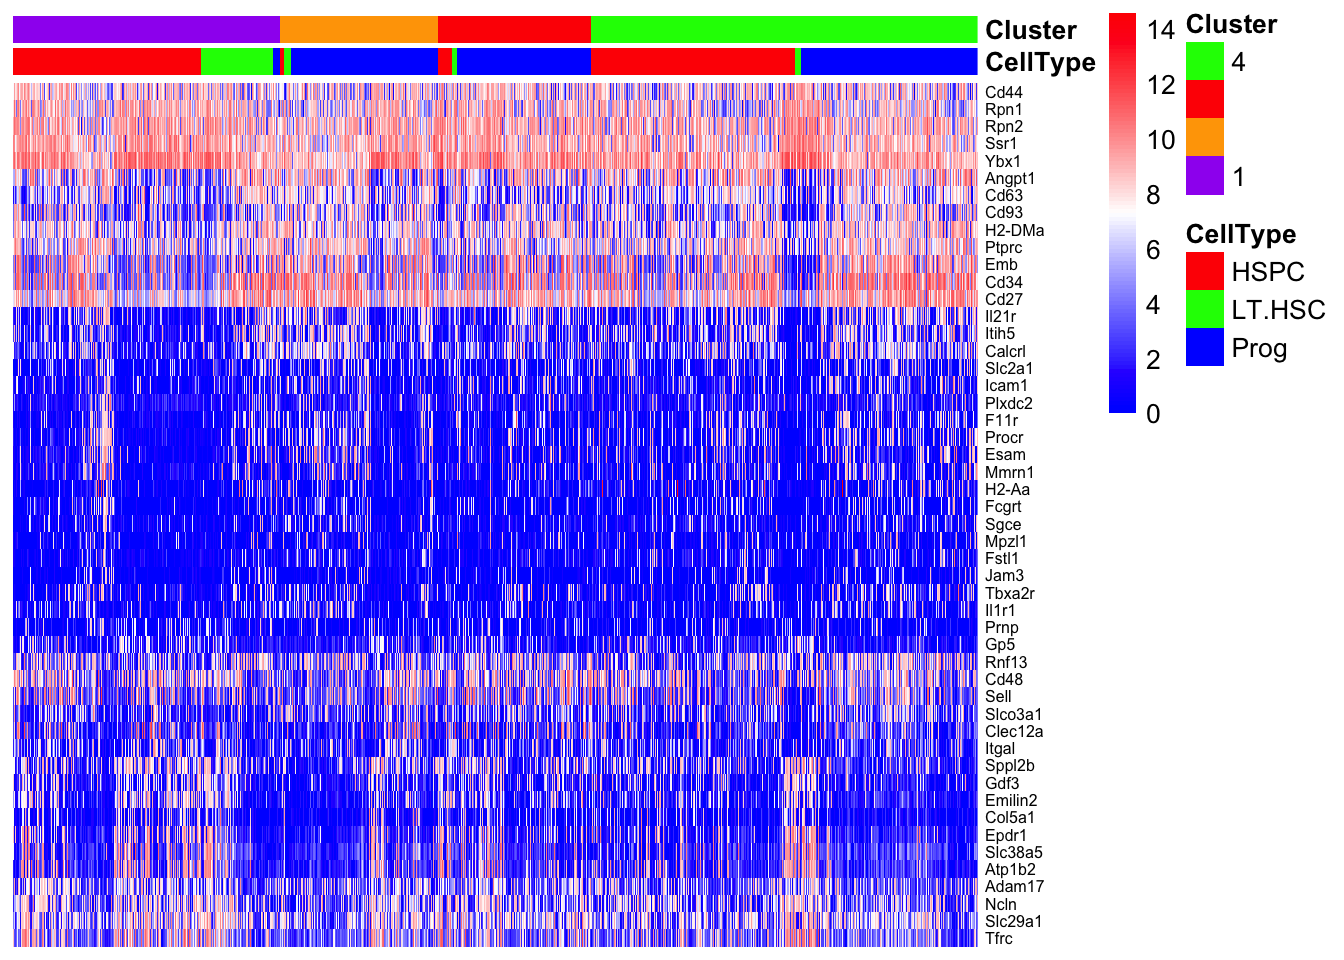 Cluster
CellType
Cd44
Rpn1
Rpn2
Ssr1
Ybx1
Angpt1
Cd63
Cd93
H2-DMa
Ptprc
Emb
Cd34
Cd27
Il21r
Itih5
Calcrl
Slc2a1
Icam1
Plxdc2
F11r
Procr
Esam
Mmrn1
H2-Aa
Fcgrt
Sgce
Mpzl1
Fstl1
Jam3
Tbxa2r
Il1r1
Prnp
Gp5
Rnf13
Cd48
Sell
Slco3a1
Clec12a
Itgal
Sppl2b
Gdf3
Emilin2
Col5a1
Epdr1
Slc38a5
Atp1b2
Adam17
Ncln
Slc29a1
Tfrc
14
12
10
8
6
4
2
0
Cluster
4
1
CellType
HSPC
LT.HSC
Prog